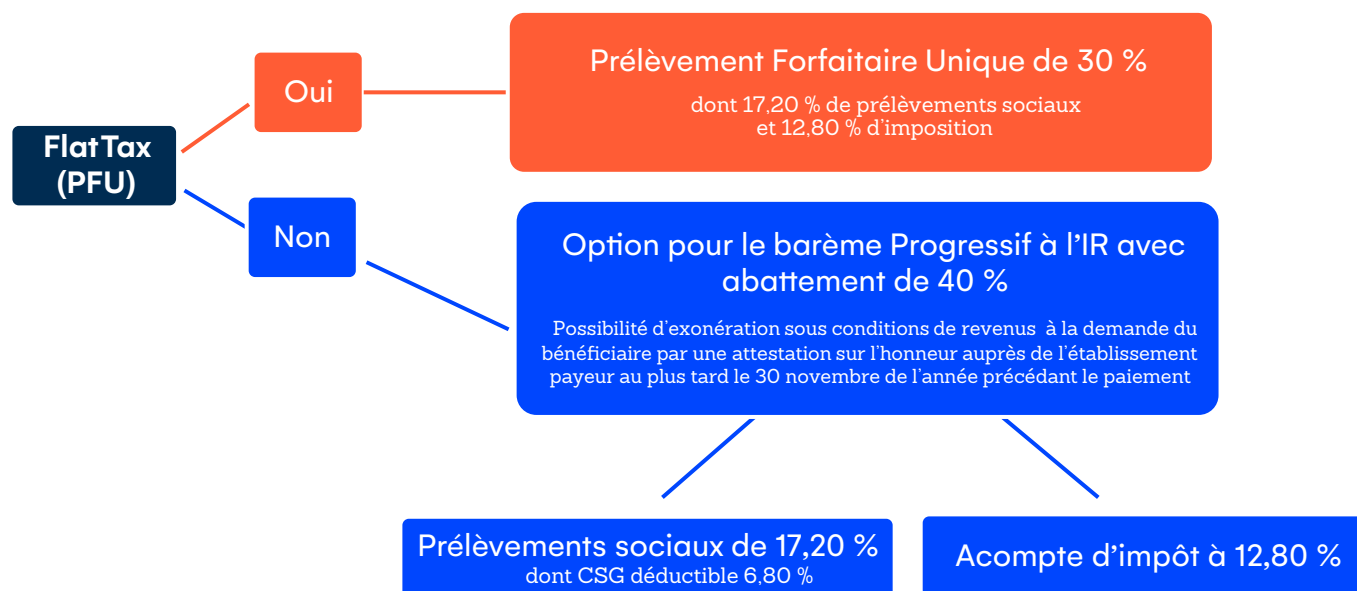 FlatTax
(PFU)
Oui
Prélèvement Forfaitaire Unique de 30 %
dont 17,20 % de prélèvements sociaux
et 12,80 % d'imposition
Non
Option pour le barème Progressif à l'IR avec
abattement de 40 %
Possibilité d'exonération sous conditions de revenus à la demande du
bénéficiaire par une attestation sur l'honneur auprès de l'établissement
payeur au plus tard le 30 novembre de l'année précédant le paiement
Prélèvements sociaux de 17,20 %
dont CSG déductible 6,80 %
Acompte d'impôt à 12,80 %